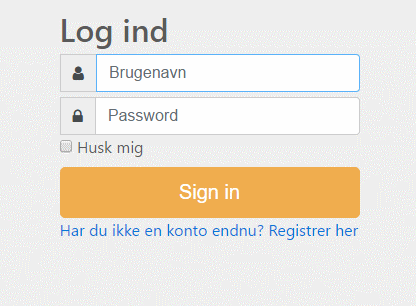 Log ind
Brugenavn
Password
Husk mig
Sign in
Har du ikke en konto endnu? Registrer her